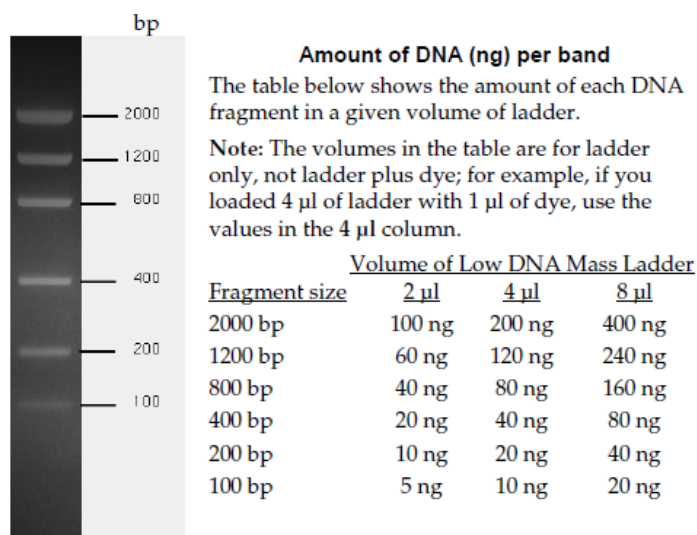 bp
2000
1200
800
400
200
100
Amount of DNA (ng) per band
The table below shows the amount of each DNA
fragment in a given volume of ladder.
Note: The volumes in the table are for ladder
only, not ladder plus dye; for example, if you
loaded 4 µl of ladder with 1 µl of dye, use the
values in the 4 µl column.
Volume of Low DNA Mass Ladder
Fragment size 2 µl 4 µl 8 µl
2000 bp 100 ng 200 ng 400 ng
1200 bp 60 ng 120 ng 240 ng
800 bp 40 ng 80 ng 160 ng
400 bp 20 ng 40 ng 80 ng
200 bp 10 ng 20 ng 40 ng
100 bp 5 ng 10 ng 20 ng